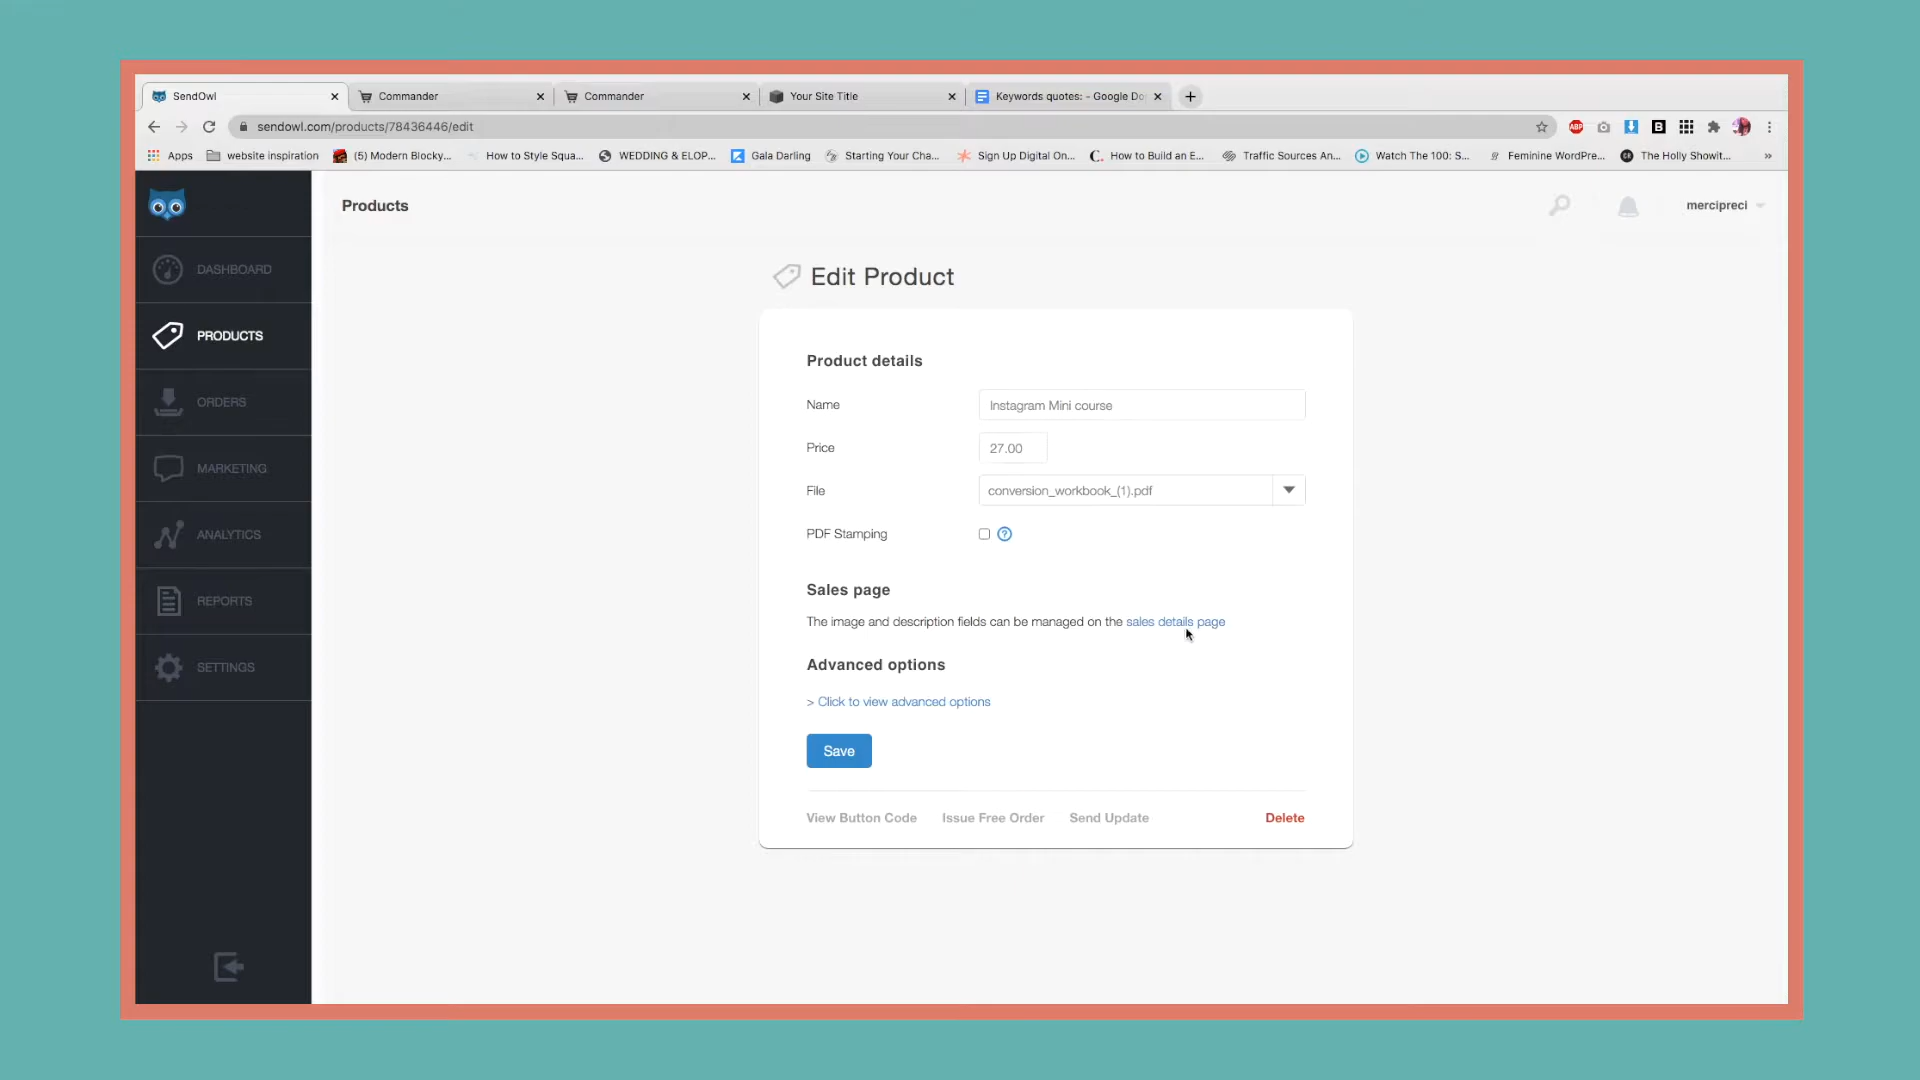 SendOwl
Commander
Commander
Your Site Title
Keywords quotes: - Google Do
sendowl.com/products/78436446/edit
ABP
Apps
website inspiration
(5) Modern Blocky...
How to Style Squa...
WEDDING & ELOP...
Gala Darling
Starting Your Cha...
Sign Up Digital On...
How to Build an E...
Traffic Sources An...
Watch The 100: S...
Feminine WordPre...
The Holly Showit...
Products
mercipreci
DASHBOARD
PRODUCTS
ORDERS
MARKETING
ANALYTICS
REPORTS
SETTINGS
Edit Product
Product details
Name
Instagram Mini course
Price
27.00
File
conversion_workbook_(1).pdf
PDF Stamping
Sales page
The image and description fields can be managed on the sales details page
Advanced options
> Click to view advanced options
Save
View Button Code
Issue Free Order
Send Update
Delete